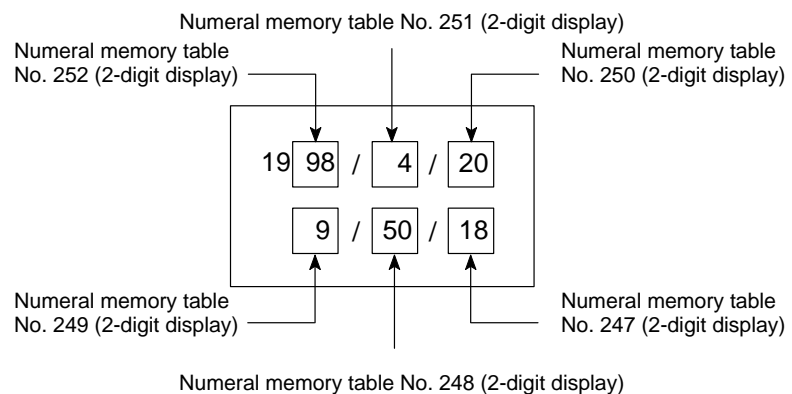 Numeral memory table No. 251 (2-digit display)
Numeral memory table
No. 252 (2-digit display)
Numeral memory table
No. 250 (2-digit display)
19 98 / 4 / 20
9 / 50 / 18
Numeral memory table
No. 249 (2-digit display)
Numeral memory table
No. 247 (2-digit display)
Numeral memory table No. 248 (2-digit display)